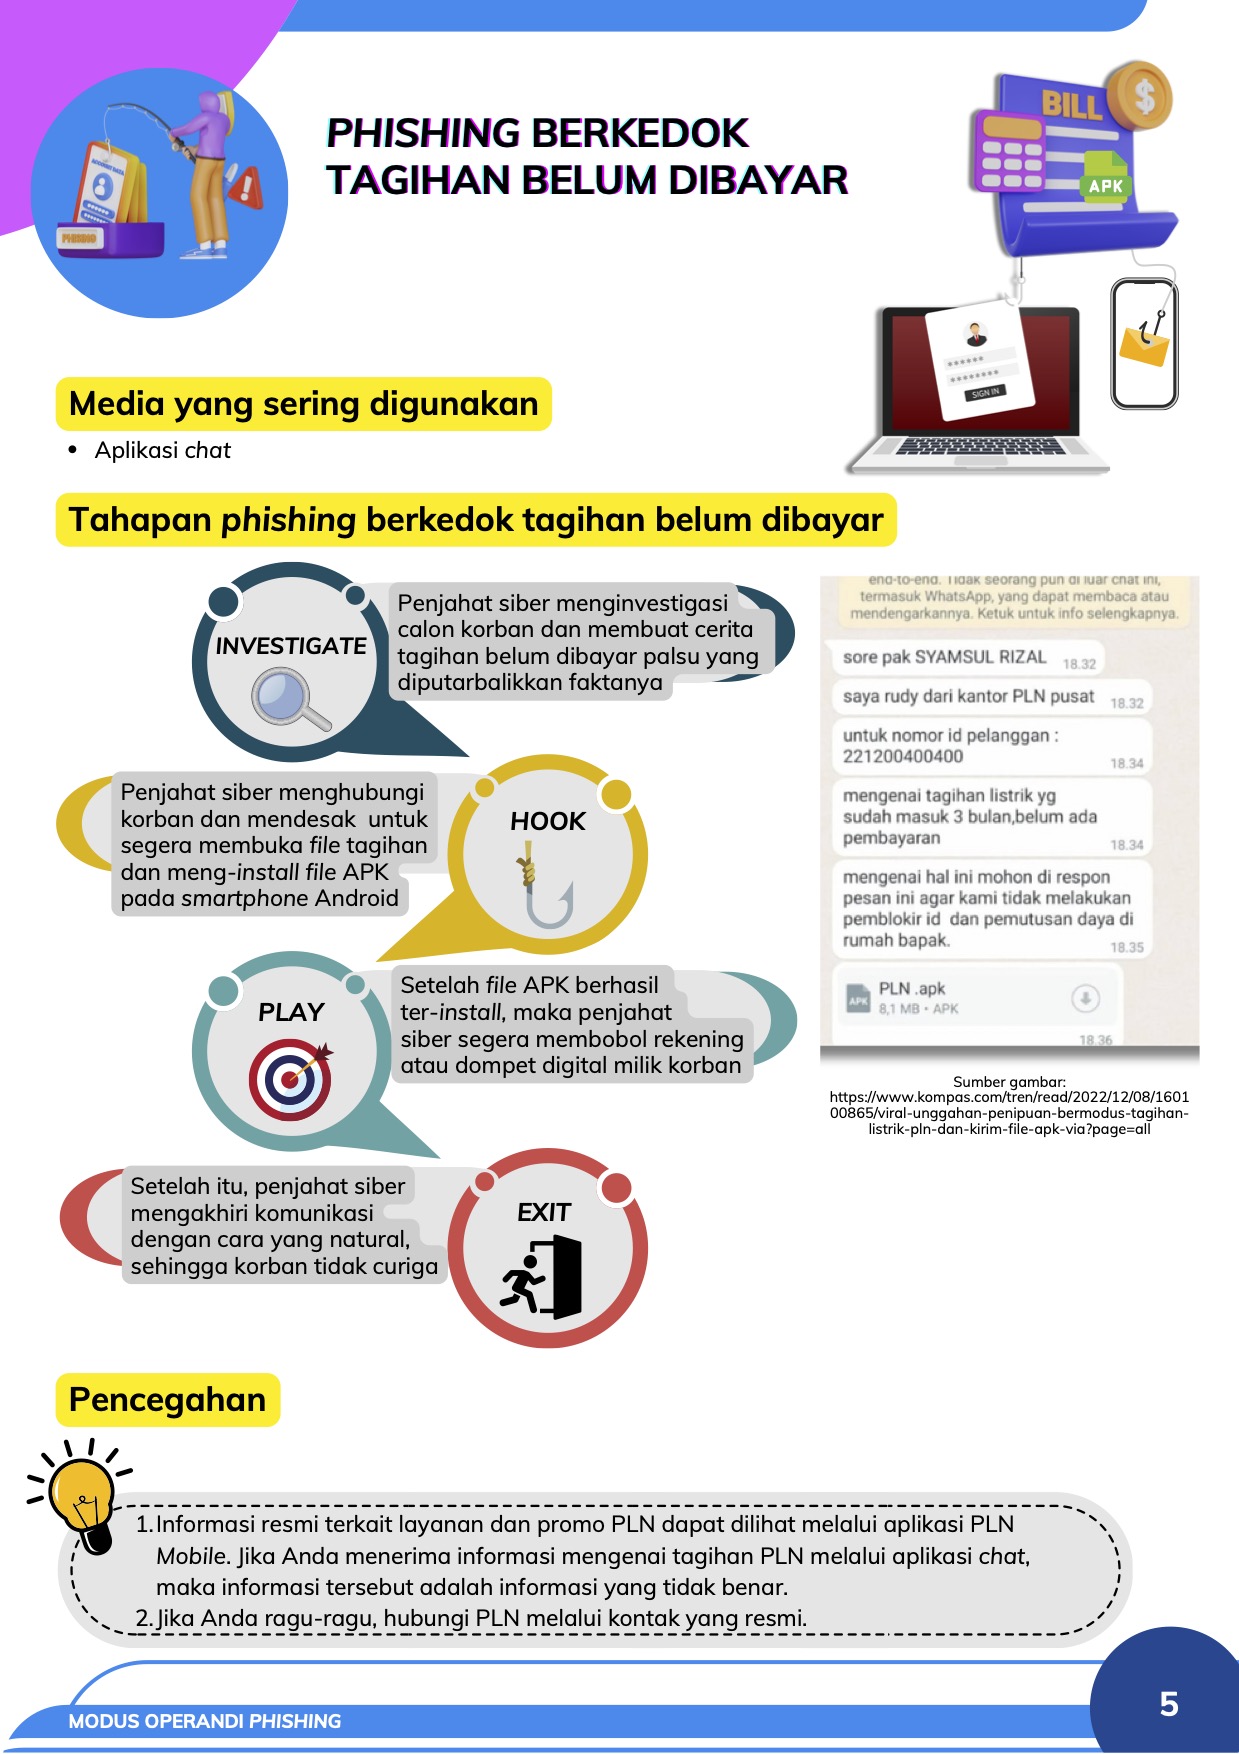 ACCOUNT DATA
PHISING
PHISHING BERKEDOK
TAGIHAN BELUM DIBAYAR
BILL
$
APK
SIGN IN
Media yang sering digunakan
• Aplikasi chat
Tahapan phishing berkedok tagihan belum dibayar
INVESTIGATE
Penjahat siber menginvestigasi
calon korban dan membuat cerita
tagihan belum dibayar palsu yang
diputarbalikkan faktanya
HOOK
Penjahat siber menghubungi
korban dan mendesak untuk
segera membuka file tagihan
dan meng-install file APK
pada smartphone Android
PLAY
Setelah file APK berhasil
ter-install, maka penjahat
siber segera membobol rekening
atau dompet digital milik korban
EXIT
Setelah itu, penjahat siber
mengakhiri komunikasi
dengan cara yang natural,
sehingga korban tidak curiga
end-to-end. Tidak seorang pun di luar chat ini,
termasuk WhatsApp, yang dapat membaca atau
mendengarkannya. Ketuk untuk info selengkapnya.
sore pak SYAMSUL RIZAL 18.32
saya rudy dari kantor PLN pusat 18.32
untuk nomor id pelanggan :
221200400400 18.34
mengenai tagihan listrik yg
sudah masuk 3 bulan,belum ada
pembayaran 18.34
mengenai hal ini mohon di respon
pesan ini agar kami tidak melakukan
pemblokir id dan pemutusan daya di
rumah bapak. 18.35
APK PLN .apk
8,1 MB • APK
18.36
Sumber gambar:
https://www.kompas.com/tren/read/2022/12/08/1601
00865/viral-unggahan-penipuan-bermodus-tagihan-
listrik-pln-dan-kirim-file-apk-via?page=all
Pencegahan
1. Informasi resmi terkait layanan dan promo PLN dapat dilihat melalui aplikasi PLN
Mobile. Jika Anda menerima informasi mengenai tagihan PLN melalui aplikasi chat,
maka informasi tersebut adalah informasi yang tidak benar.
2. Jika Anda ragu-ragu, hubungi PLN melalui kontak yang resmi.
MODUS OPERANDI PHISHING
5